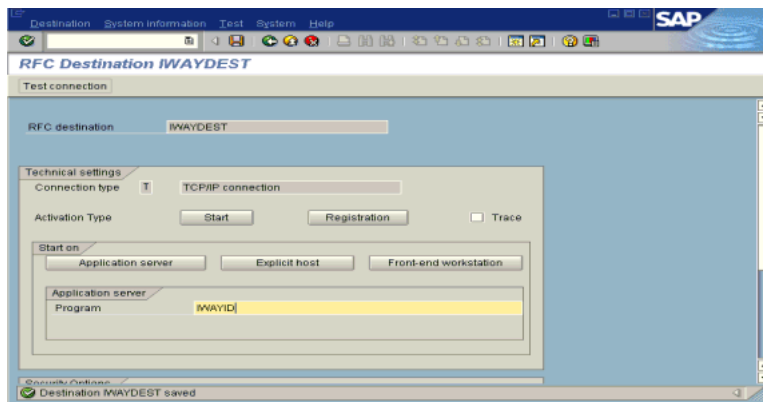 Destination System information Test System Help
SAP
RFC Destination IWAYDEST
Test connection
RFC destination IWAYDEST
Technical settings
Connection type T TCP/IP connection
Activation Type Start Registration Trace
Start on
Application server Explicit host Front-end workstation
Application server
Program IWAYID
Security Options
Destination IWAYDEST saved